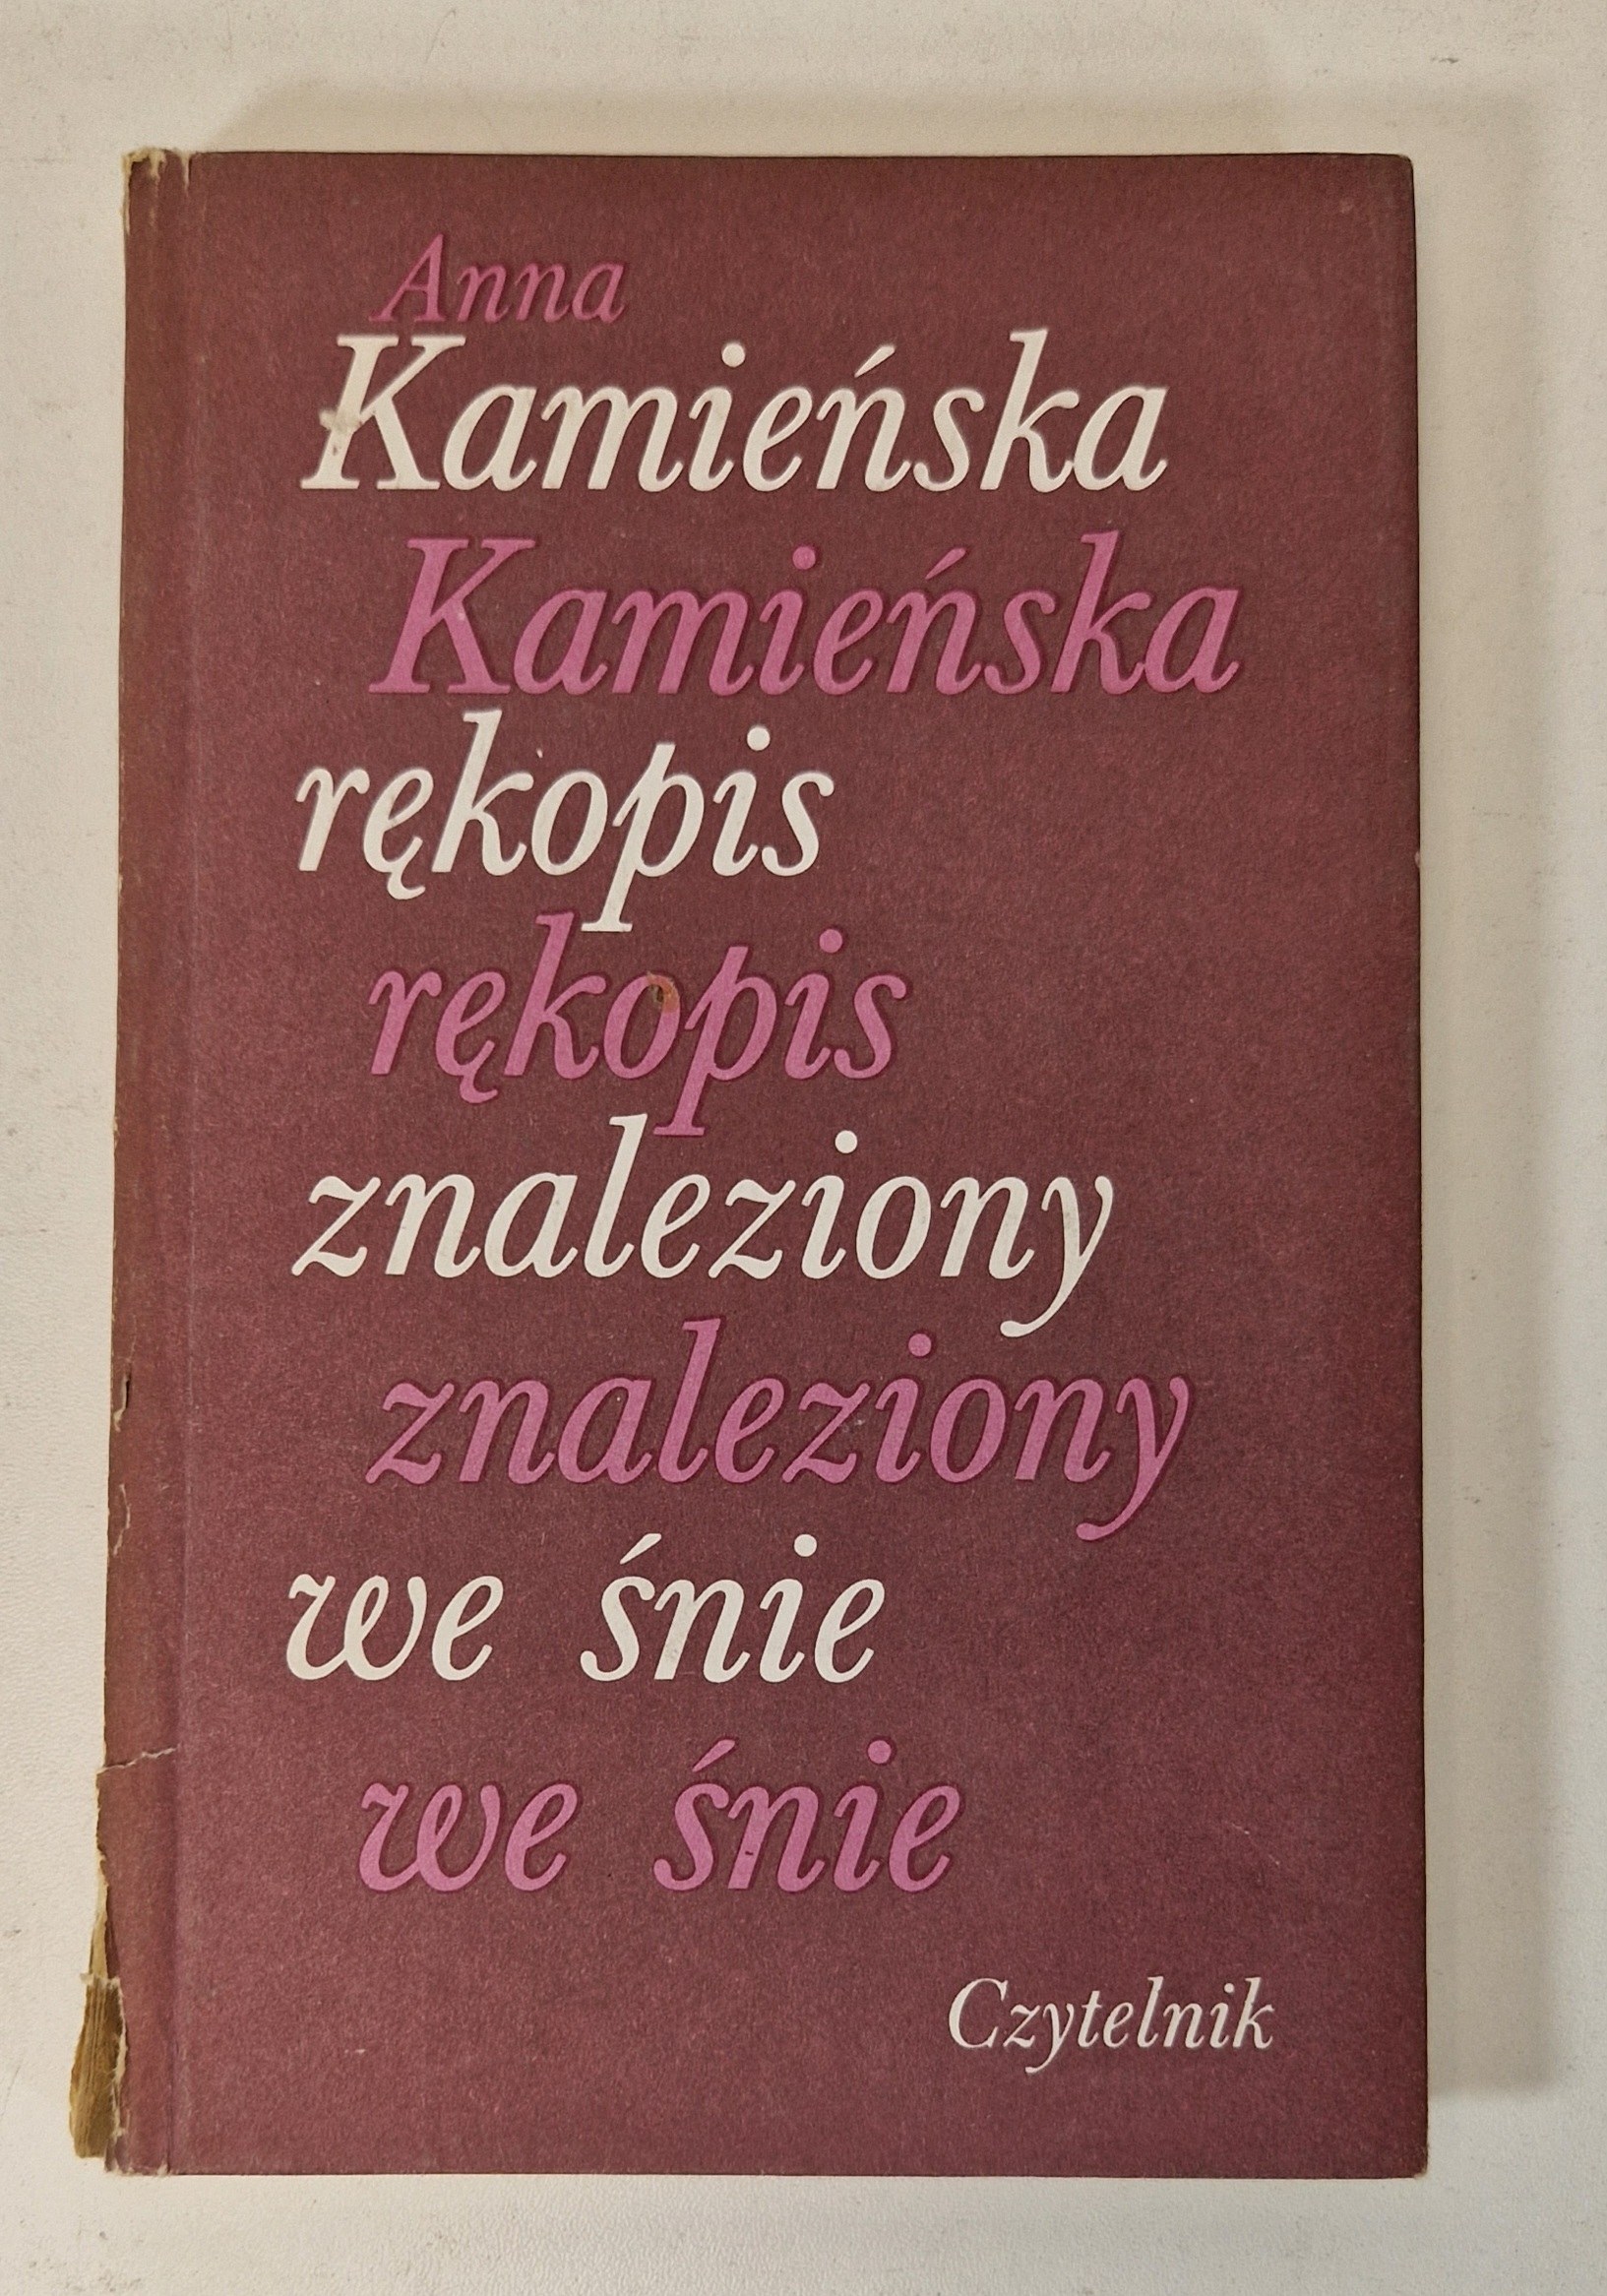 Anna
Kamieńska
Kamieńska
rękopis
rękopis
znaleziony
znaleziony
we śnie
we śnie
Czytelnik